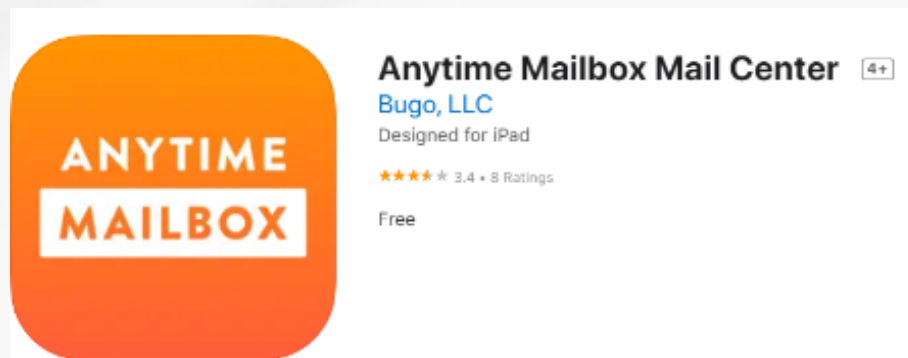 ANYTIME
MAILBOX
Anytime Mailbox Mail Center 4+
Bugo, LLC
Designed for iPad
3.4 • 8 Ratings
Free